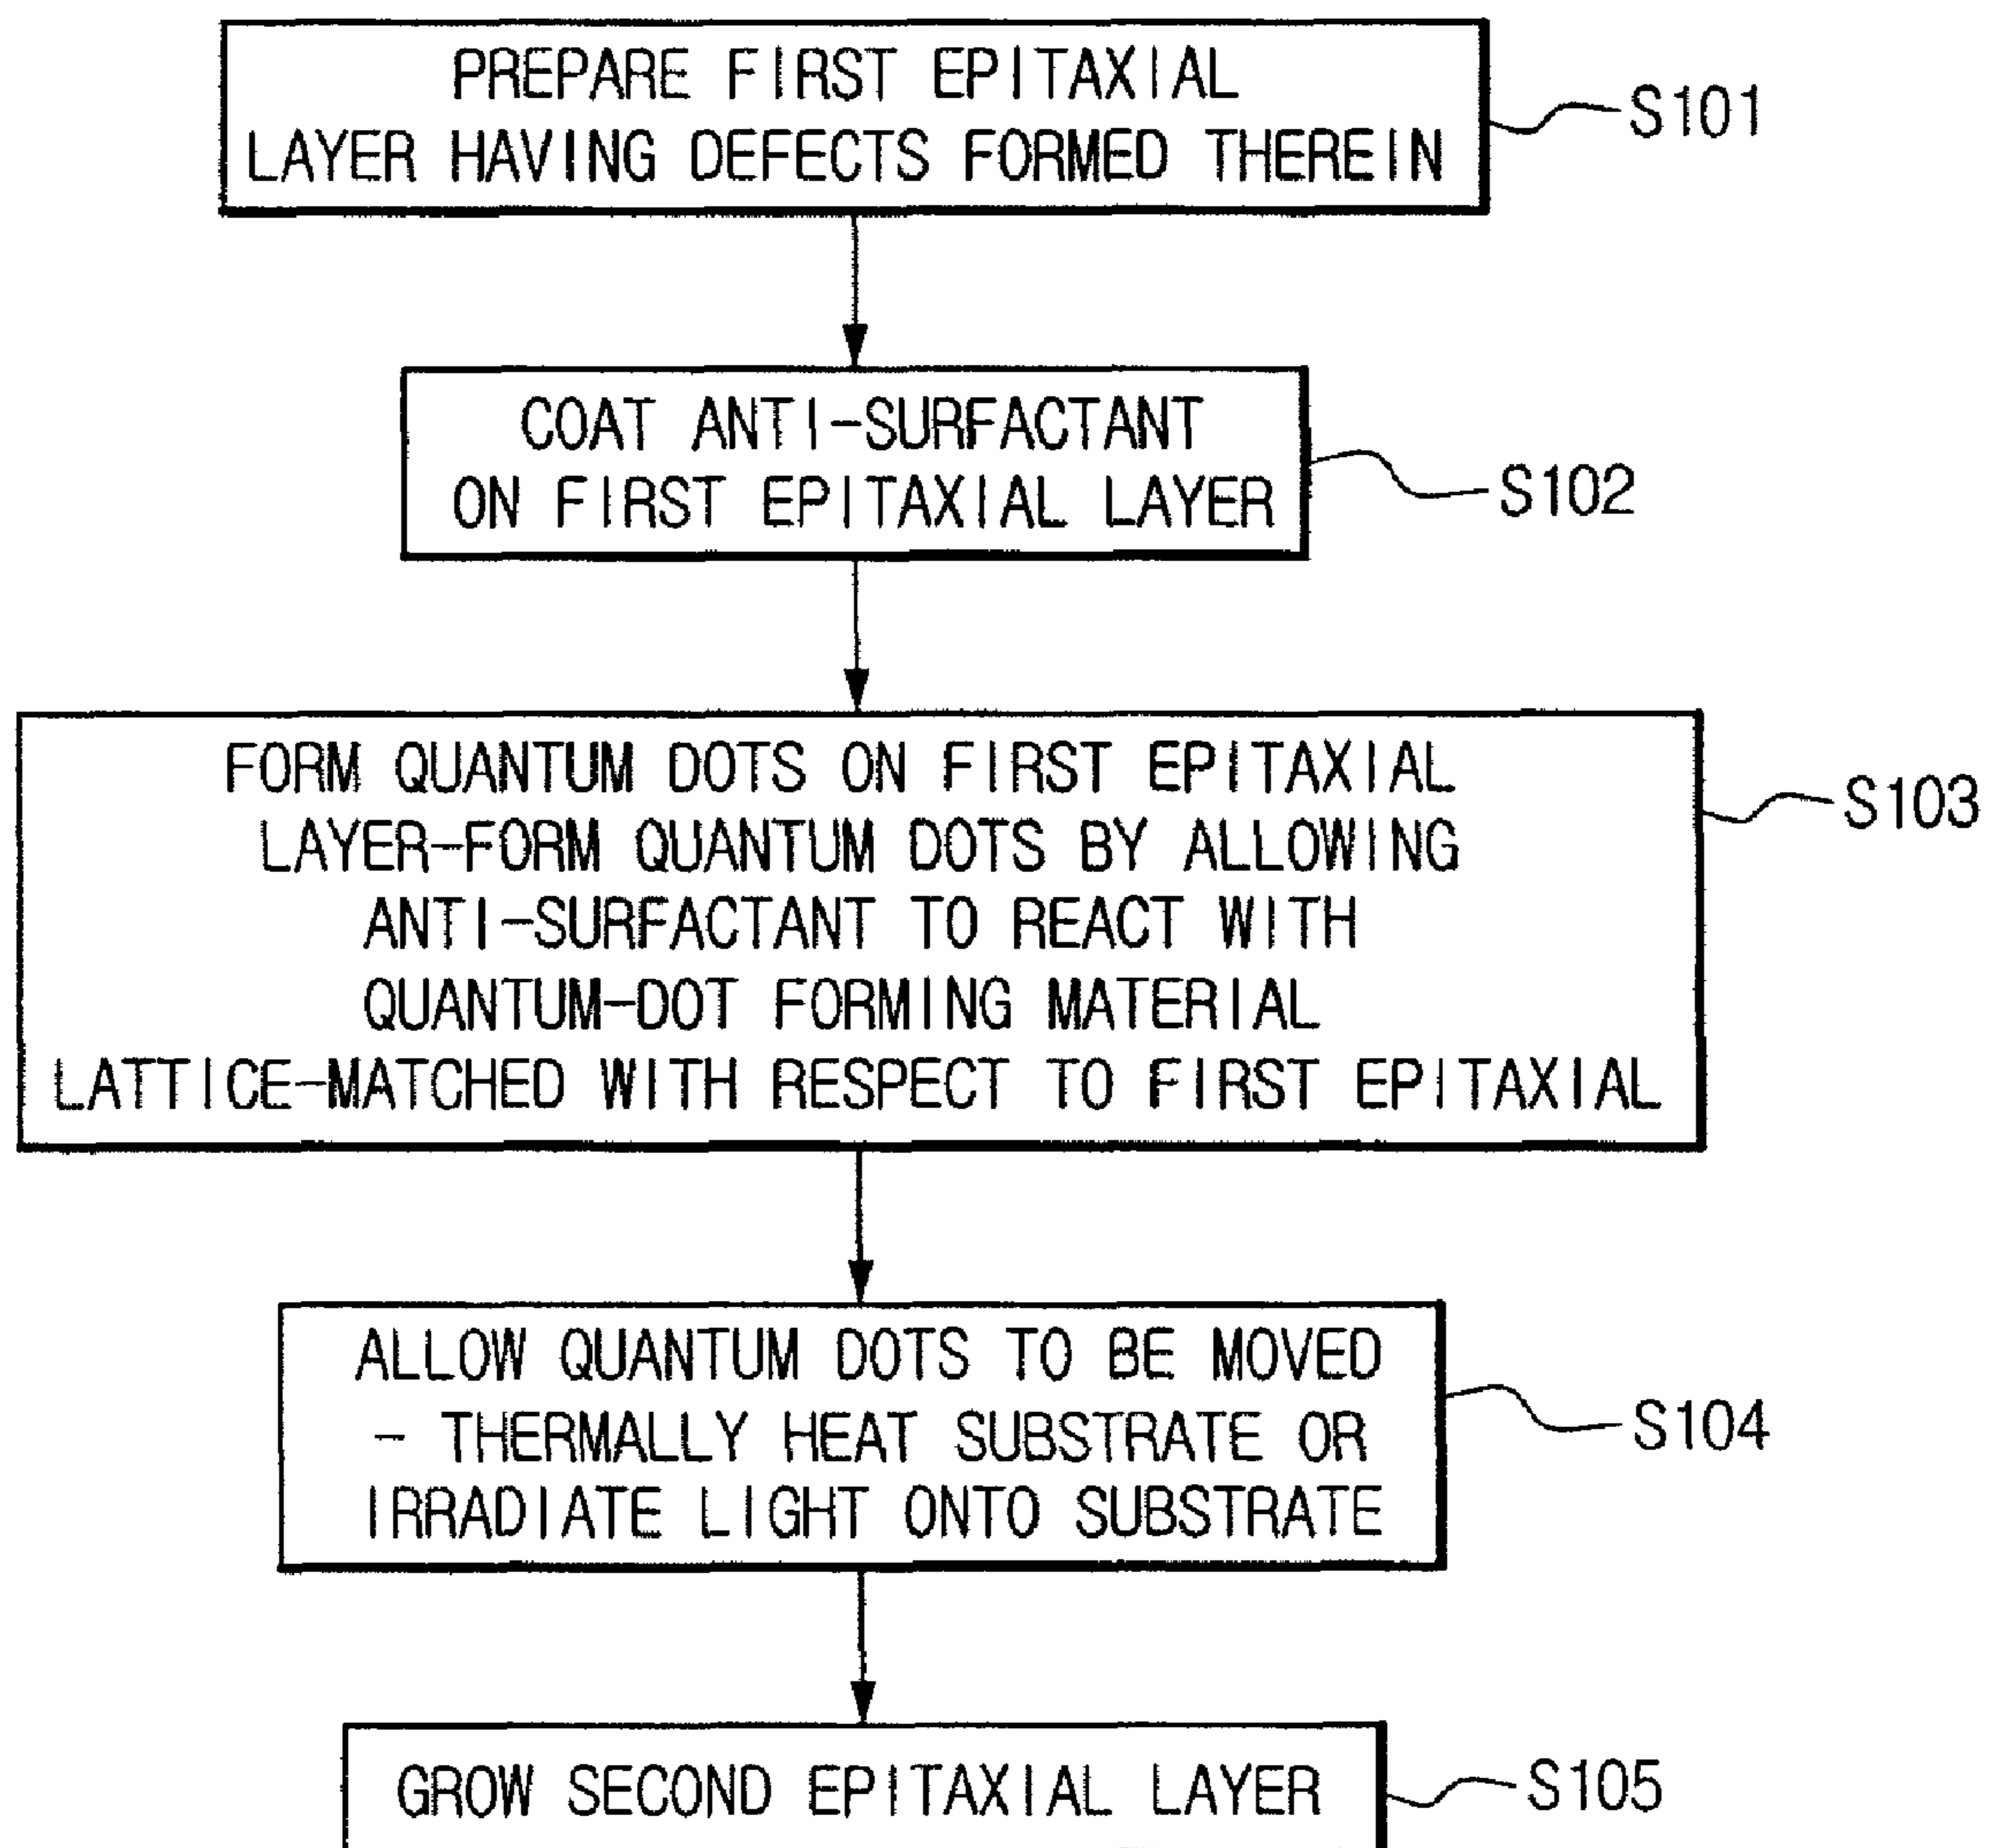 PREPARE FIRST EPITAXIAL
LAYER HAVING DEFECTS FORMED THEREIN
S101
COAT ANTI-SURFACTANT
ON FIRST EPITAXIAL LAYER
S102
FORM QUANTUM DOTS ON FIRST EPITAXIAL
LAYER-FORM QUANTUM DOTS BY ALLOWING
ANTI-SURFACTANT TO REACT WITH
QUANTUM-DOT FORMING MATERIAL
LATTICE-MATCHED WITH RESPECT TO FIRST EPITAXIAL
S103
ALLOW QUANTUM DOTS TO BE MOVED
- THERMALLY HEAT SUBSTRATE OR
IRRADIATE LIGHT ONTO SUBSTRATE
S104
GROW SECOND EPITAXIAL LAYER
S105